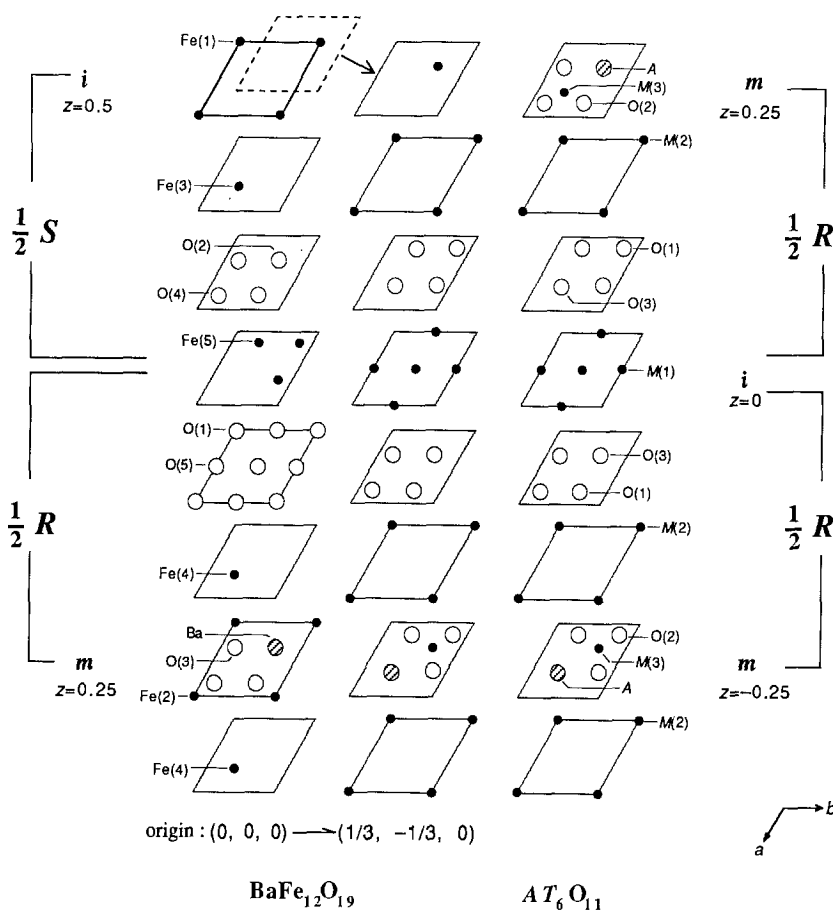 Fe(1)
i
z=0.5
A
M(3)
O(2)
m
z=0.25
Fe(3)
M(2)
1/2 S
O(2)
O(4)
O(1)
O(3)
1/2 R
Fe(5)
M(1)
i
z=0
O(1)
O(5)
O(3)
O(1)
1/2 R
1/2 R
Fe(4)
M(2)
Ba
O(3)
Fe(2)
m
z=0.25
O(2)
M(3)
A
m
z=-0.25
Fe(4)
M(2)
b
a
origin : (0, 0, 0) → (1/3, -1/3, 0)
BaFe₁₂O₁₉
AT₆O₁₁